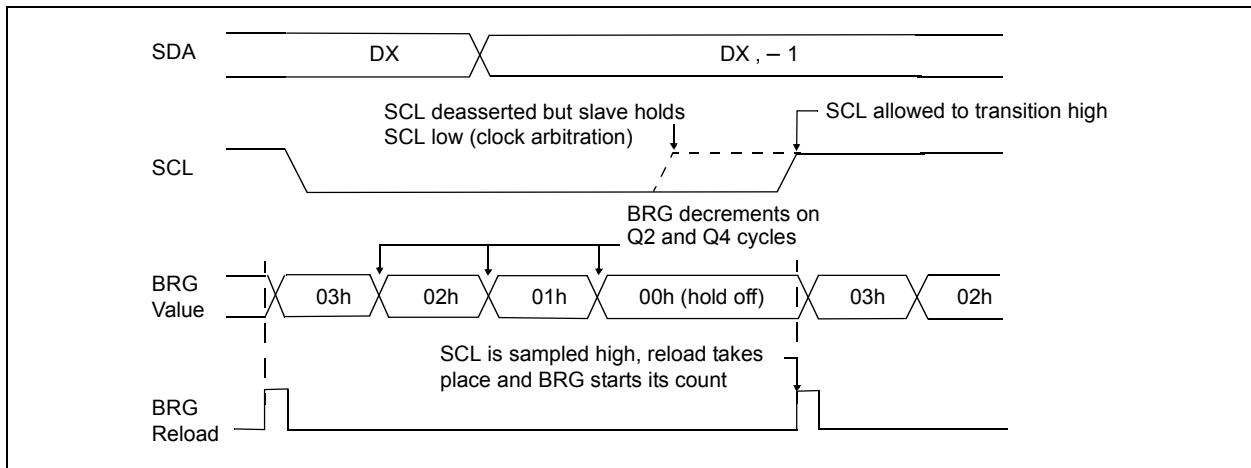 SDA
DX
DX , – 1
SCL deasserted but slave holds
SCL low (clock arbitration)
SCL allowed to transition high
SCL
BRG decrements on
Q2 and Q4 cycles
BRG
Value
03h
02h
01h
00h (hold off)
03h
02h
SCL is sampled high, reload takes
place and BRG starts its count
BRG
Reload